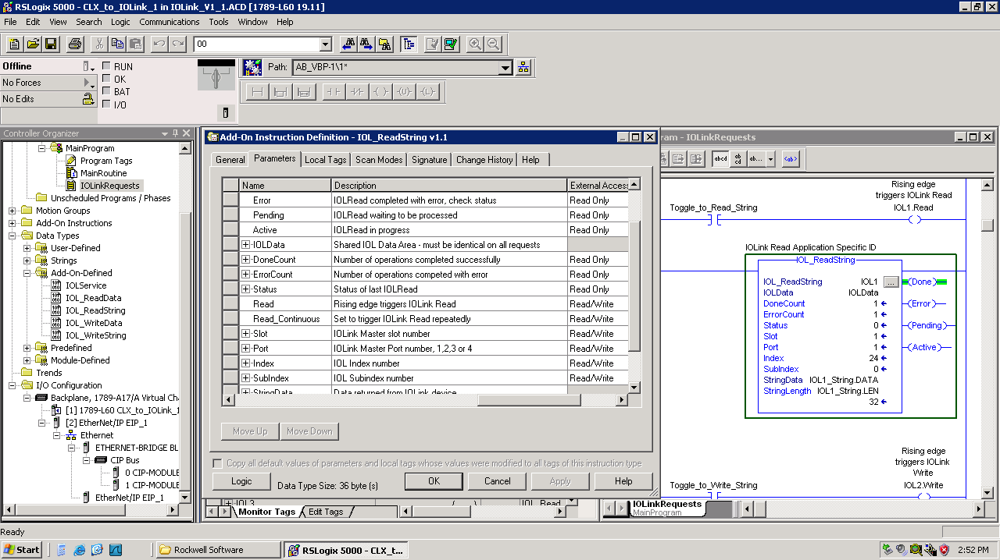 RSLogix 5000 - CLX_to_IOLink_1 in IOLink_V1_1.ACD [1789-L60 19.11]
File Edit View Search Logic Communications Tools Window Help
00
Offline
RUN
Path: AB_VBP-1\1*
No Forces
OK
BAT
No Edits
I/O
Controller Organizer
MainProgram
Program Tags
MainRoutine
IOLinkRequests
Unscheduled Programs / Phases
Motion Groups
Add-On Instructions
Data Types
User-Defined
Strings
Add-On-Defined
IOLService
IOL_ReadData
IOL_ReadString
IOL_WriteData
IOL_WriteString
Predefined
Module-Defined
Trends
I/O Configuration
Backplane, 1789-A17/A Virtual Cha
[1] 1789-L60 CLX_to_IOLink_1
[2] EtherNet/IP EIP_1
Ethernet
ETHERNET-BRIDGE BL
CIP Bus
0 CIP-MODULE
1 CIP-MODULE
EtherNet/IP EIP_1
Add-On Instruction Definition - IOL_ReadString v1.1
General Parameters Local Tags Scan Modes Signature Change History Help
Name Description External Access
Error IOLRead completed with error, check status Read Only
Pending IOLRead waiting to be processed Read Only
Active IOLRead in progress Read Only
IOLData Shared IOL Data Area - must be identical on all requests
DoneCount Number of operations completed successfully Read Only
ErrorCount Number of operations competed with error Read Only
Status Status of last IOLRead Read Only
Read Rising edge triggers IOLink Read Read/Write
Read_Continuous Set to trigger IOLink Read repeatedly Read/Write
Slot IOLink Master slot number Read/Write
Port IOLink Master Port number, 1,2,3 or 4 Read/Write
Index IOL Index number Read/Write
SubIndex IOL Subindex number Read/Write
StringData Data returned from IOLink device
Move Up Move Down
Copy all default values of parameters and local tags whose values were modified to all tags of this instruction type
Logic Data Type Size: 36 byte (s) OK Cancel Apply Help
IOL3 IOL_Read
Monitor Tags Edit Tags
gram - IOLinkRequests
abcd ab cd ab... <ab>
Rising edge
triggers IOLink Read
Toggle_to_Read_String IOL1.Read
IOLink Read Application Specific ID
IOL_ReadString
IOL_ReadString IOL1 ... (Done)
IOLData IOLData
DoneCount 1 (Error)
ErrorCount 1
Status 0 (Pending)
Slot 1
Port 1 (Active)
Index 24
SubIndex 0
StringData IOL1_String.DATA
StringLength IOL1_String.LEN
32
Rising edge
triggers IOLink
Write
Toggle_to_Write_String IOL2.Write
IOLinkRequests
MainProgram
Ready
Start Rockwell Software RSLogix 5000 - CLX_t... 2:52 PM